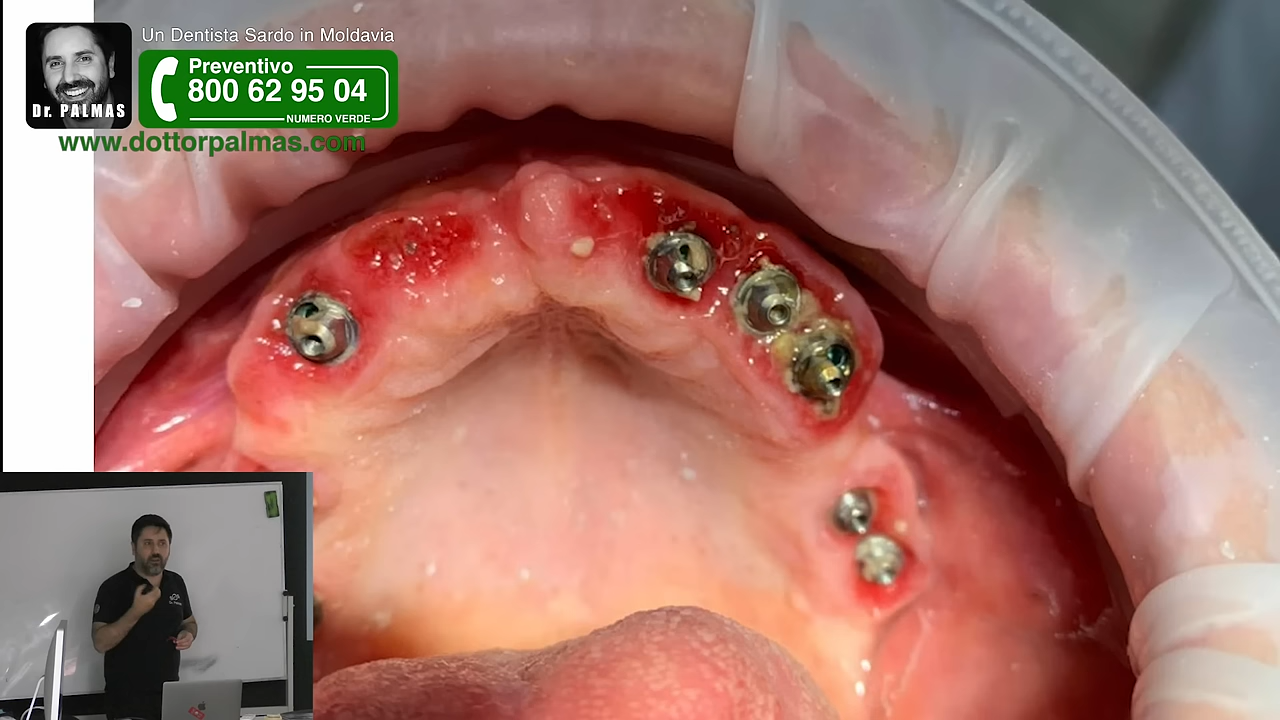 Un Dentista Sardo in Moldavia
Preventivo
800 62 95 04
NUMERO VERDE
Dr. PALMAS
www.dottorpalmas.com